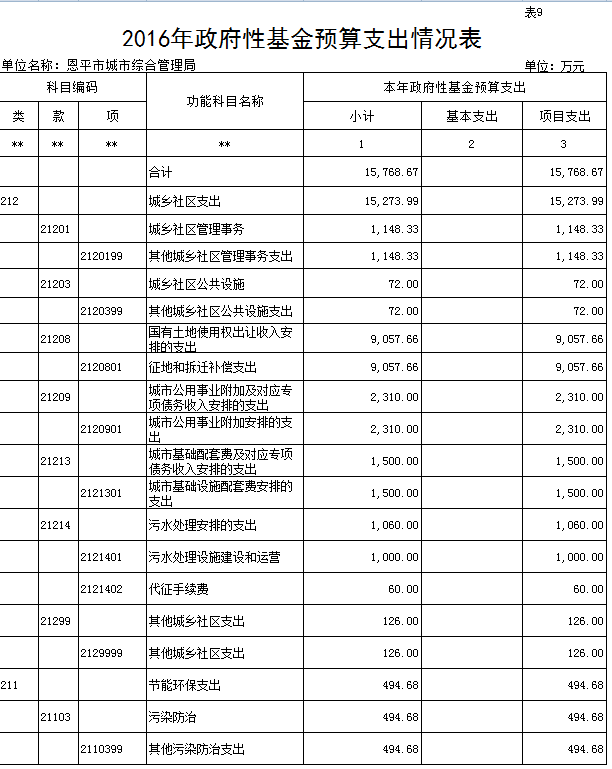 表9
2016年政府性基金预算支出情况表
单位名称：恩平市城市综合管理局 单位：万元
科目编码 功能科目名称 本年政府性基金预算支出
类 款 项 小计 基本支出 项目支出
** ** ** ** 1 2 3
合计 15,768.67 15,768.67
212 城乡社区支出 15,273.99 15,273.99
21201 城乡社区管理事务 1,148.33 1,148.33
2120199 其他城乡社区管理事务支出 1,148.33 1,148.33
21203 城乡社区公共设施 72.00 72.00
2120399 其他城乡社区公共设施支出 72.00 72.00
21208 国有土地使用权出让收入安
排的支出 9,057.66 9,057.66
2120801 征地和拆迁补偿支出 9,057.66 9,057.66
21209 城市公用事业附加及对应专
项债务收入安排的支出 2,310.00 2,310.00
2120901 城市公用事业附加安排的支
出 2,310.00 2,310.00
21213 城市基础配套费及对应专项
债务收入安排的支出 1,500.00 1,500.00
2121301 城市基础设施配套费安排的
支出 1,500.00 1,500.00
21214 污水处理安排的支出 1,060.00 1,060.00
2121401 污水处理设施建设和运营 1,000.00 1,000.00
2121402 代征手续费 60.00 60.00
21299 其他城乡社区支出 126.00 126.00
2129999 其他城乡社区支出 126.00 126.00
211 节能环保支出 494.68 494.68
21103 污染防治 494.68 494.68
2110399 其他污染防治支出 494.68 494.68